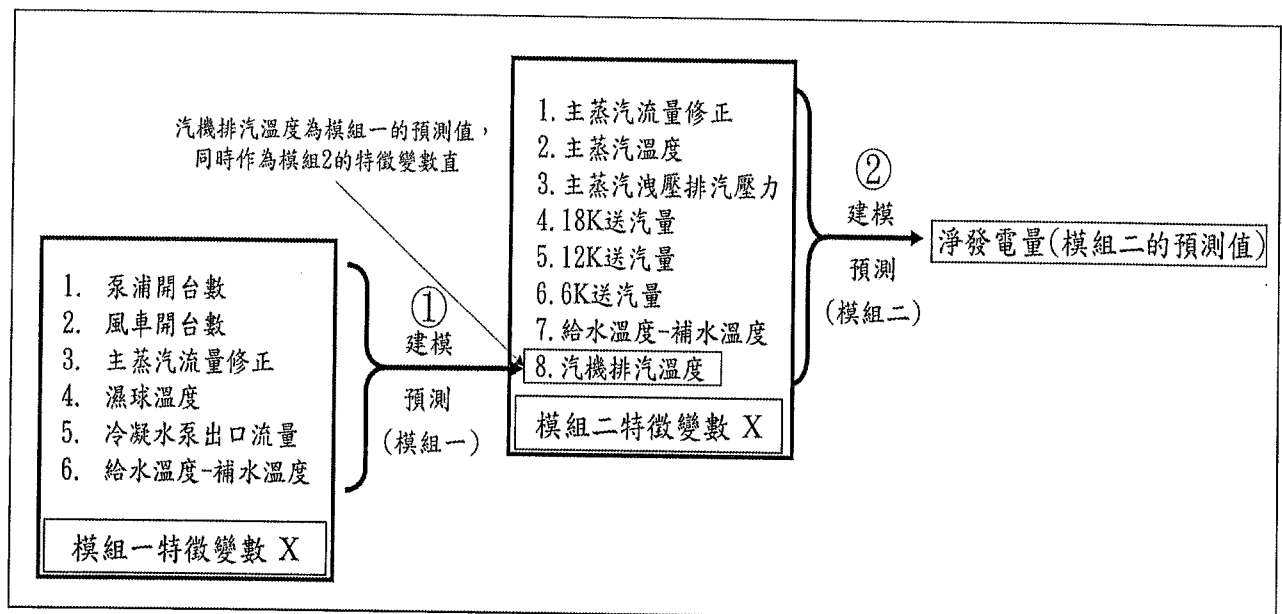 汽機排汽溫度為模組一的預測值，
同時作為模組2的特徵變數直
1. 泵浦開台數
2. 風車開台數
3. 主蒸汽流量修正
4. 濕球溫度
5. 冷凝水泵出口流量
6. 給水溫度-補水溫度
模組一特徵變數 X
①
建模
預測
(模組一)
1.主蒸汽流量修正
2.主蒸汽溫度
3.主蒸汽洩壓排汽壓力
4.18K送汽量
5.12K送汽量
6.6K送汽量
7.給水溫度-補水溫度
8.汽機排汽溫度
模組二特徵變數 X
②
建模
預測
(模組二)
淨發電量(模組二的預測值)